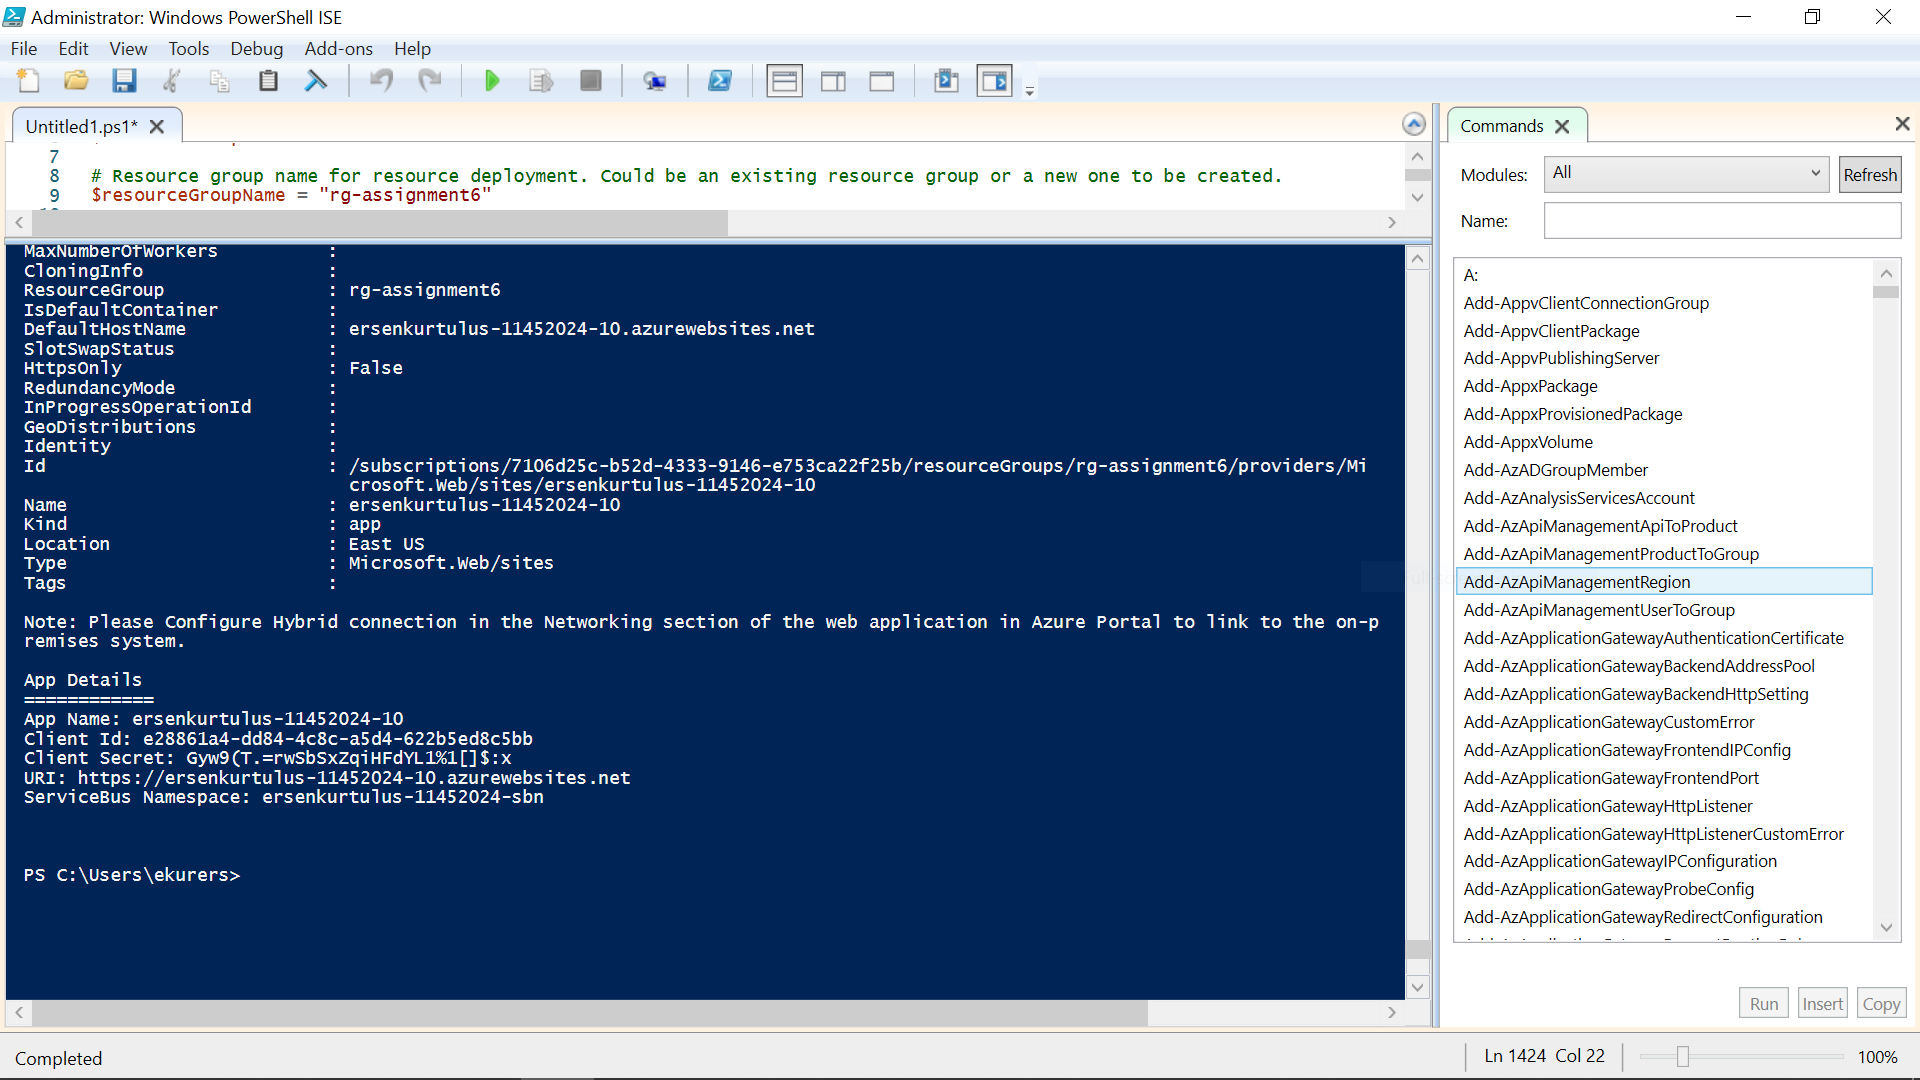 Administrator: Windows PowerShell ISE
File Edit View Tools Debug Add-ons Help
Untitled1.ps1*
7
8 # Resource group name for resource deployment. Could be an existing resource group or a new one to be created.
9 $resourceGroupName = "rg-assignment6"
MaxNumberOfWorkers :
CloningInfo :
ResourceGroup : rg-assignment6
IsDefaultContainer :
DefaultHostName : ersenkurtulus-11452024-10.azurewebsites.net
SlotSwapStatus :
HttpsOnly : False
RedundancyMode :
InProgressOperationId :
GeoDistributions :
Identity :
Id : /subscriptions/7106d25c-b52d-4333-9146-e753ca22f25b/resourceGroups/rg-assignment6/providers/Mi
crosoft.Web/sites/ersenkurtulus-11452024-10
Name : ersenkurtulus-11452024-10
Kind : app
Location : East US
Type : Microsoft.Web/sites
Tags :
Note: Please Configure Hybrid connection in the Networking section of the web application in Azure Portal to link to the on-p
remises system.
App Details
============
App Name: ersenkurtulus-11452024-10
Client Id: e28861a4-dd84-4c8c-a5d4-622b5ed8c5bb
Client Secret: Gyw9(T.=rwSbSxZqiHFdYL1%1[]$:x
URI: https://ersenkurtulus-11452024-10.azurewebsites.net
ServiceBus Namespace: ersenkurtulus-11452024-sbn
PS C:\Users\ekurers>
Commands
Modules: All Refresh
Name:
A:
Add-AppvClientConnectionGroup
Add-AppvClientPackage
Add-AppvPublishingServer
Add-AppxPackage
Add-AppxProvisionedPackage
Add-AppxVolume
Add-AzADGroupMember
Add-AzAnalysisServicesAccount
Add-AzApiManagementApiToProduct
Add-AzApiManagementProductToGroup
Add-AzApiManagementRegion
Add-AzApiManagementUserToGroup
Add-AzApplicationGatewayAuthenticationCertificate
Add-AzApplicationGatewayBackendAddressPool
Add-AzApplicationGatewayBackendHttpSetting
Add-AzApplicationGatewayCustomError
Add-AzApplicationGatewayFrontendIPConfig
Add-AzApplicationGatewayFrontendPort
Add-AzApplicationGatewayHttpListener
Add-AzApplicationGatewayHttpListenerCustomError
Add-AzApplicationGatewayIPConfiguration
Add-AzApplicationGatewayProbeConfig
Add-AzApplicationGatewayRedirectConfiguration
Run Insert Copy
Completed
Ln 1424 Col 22
100%